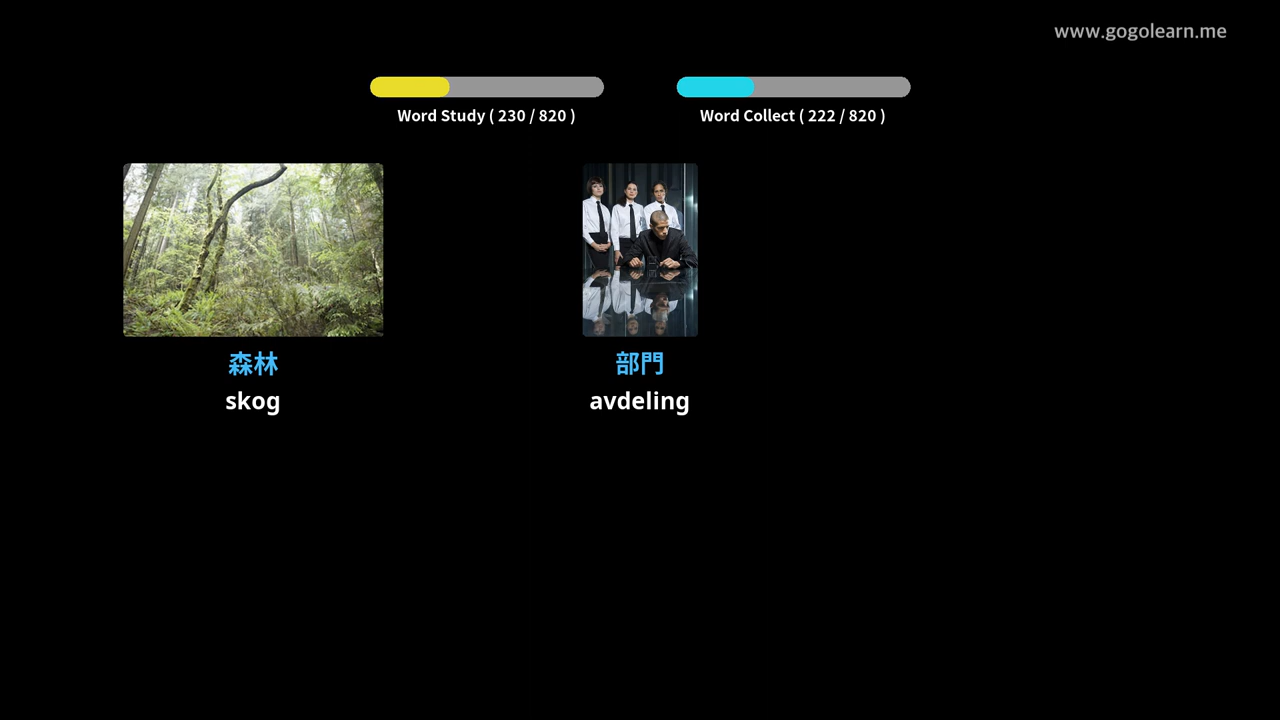 www.gogolearn.me
Word Study ( 230 / 820 )
Word Collect ( 222 / 820 )
森林
skog
部門
avdeling